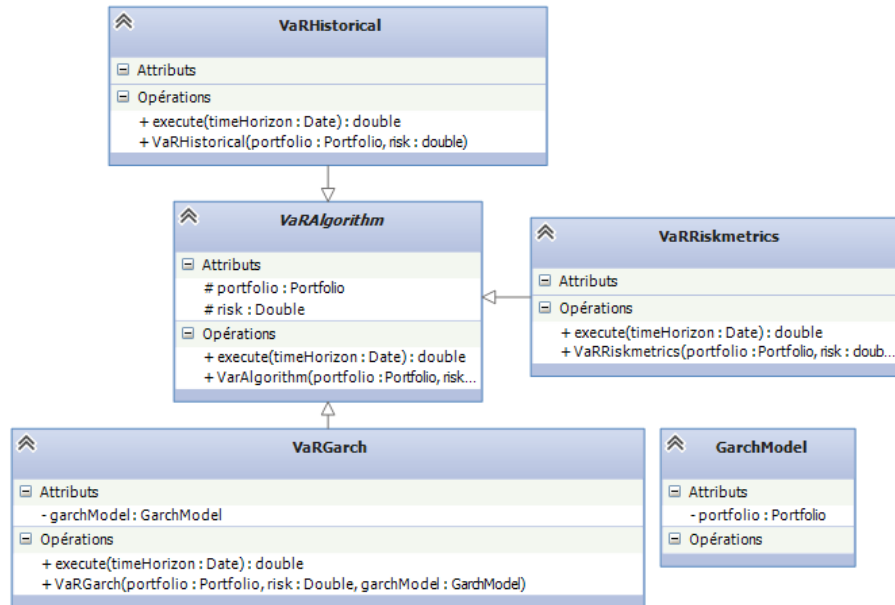 VaRHistorical
Attributs
Opérations
+ execute(timeHorizon : Date) : double
+ VaRHistorical(portfolio : Portfolio, risk : double)
VaRAlgorithm
Attributs
# portfolio : Portfolio
# risk : Double
Opérations
+ execute(timeHorizon : Date) : double
+ VarAlgorithm(portfolio : Portfolio, risk...
VaRRiskmetrics
Attributs
Opérations
+ execute(timeHorizon : Date) : double
+ VaRRiskmetrics(portfolio : Portfolio, risk : doub...
VaRGarch
Attributs
- garchModel : GarchModel
Opérations
+ execute(timeHorizon : Date) : double
+ VaRGarch(portfolio : Portfolio, risk : Double, garchModel : GarchModel)
GarchModel
Attributs
- portfolio : Portfolio
Opérations